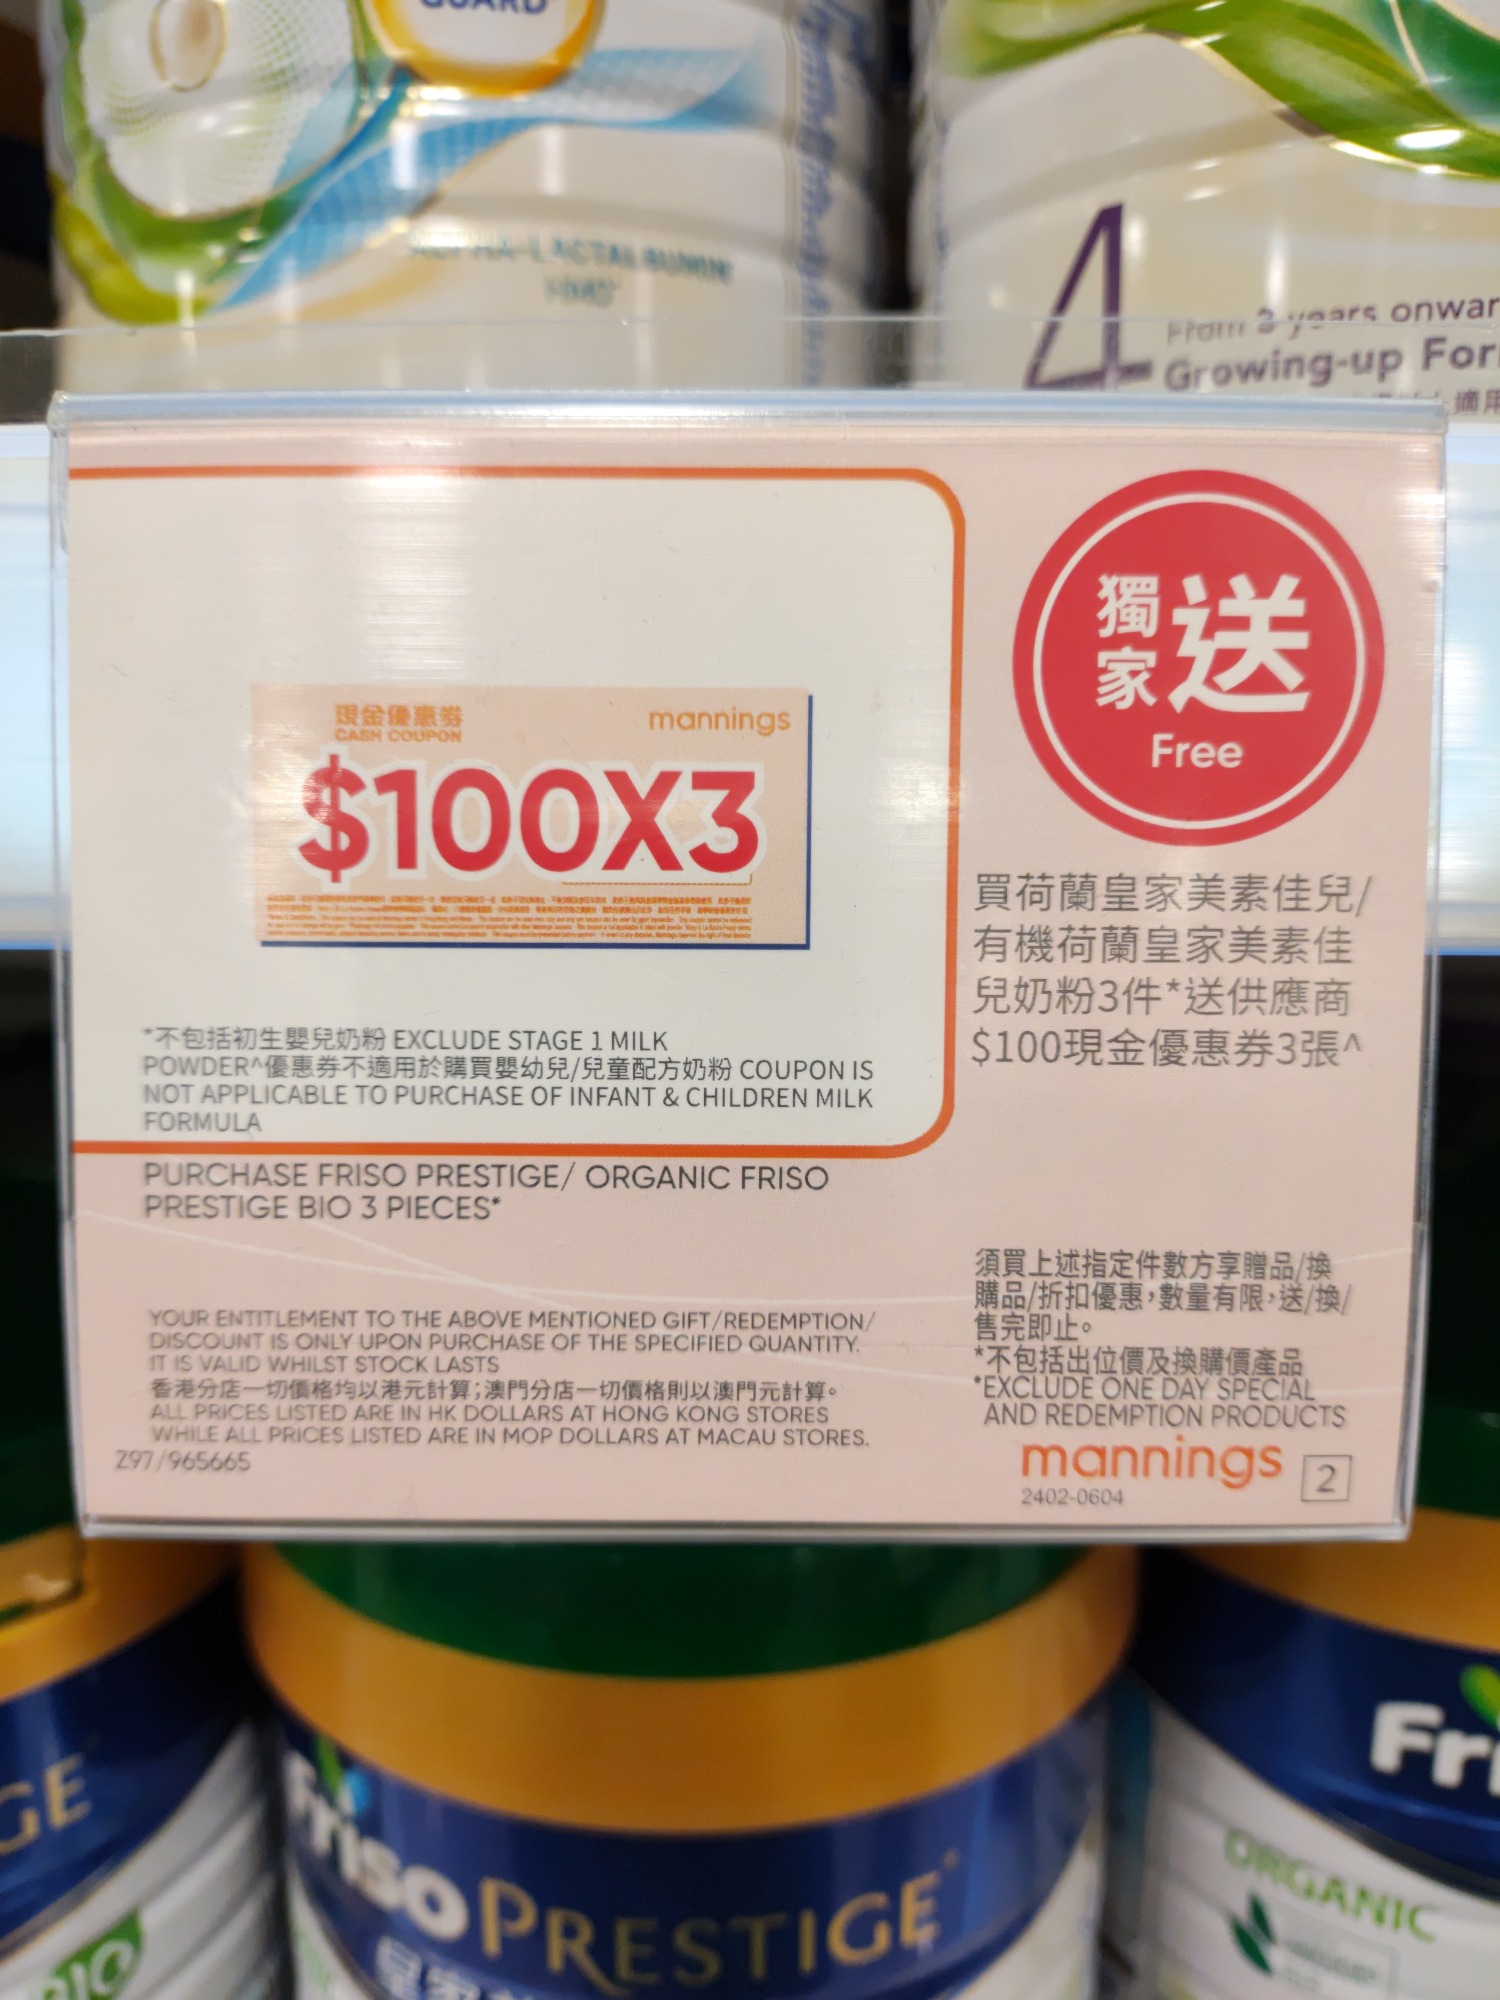 GUARD
ALPHA-LACTALBUMIN
HMO
4
From 3 years onwar
Growing-up For
適用
現金優惠券
CASH COUPON
mannings
$100X3
獨家送
Free
買荷蘭皇家美素佳兒/
有機荷蘭皇家美素佳
兒奶粉3件*送供應商
$100現金優惠券3張^
*不包括初生嬰兒奶粉 EXCLUDE STAGE 1 MILK
POWDER^優惠券不適用於購買嬰幼兒/兒童配方奶粉 COUPON IS
NOT APPLICABLE TO PURCHASE OF INFANT & CHILDREN MILK
FORMULA
PURCHASE FRISO PRESTIGE/ ORGANIC FRISO
PRESTIGE BIO 3 PIECES*
YOUR ENTITLEMENT TO THE ABOVE MENTIONED GIFT/REDEMPTION/
DISCOUNT IS ONLY UPON PURCHASE OF THE SPECIFIED QUANTITY.
IT IS VALID WHILST STOCK LASTS
香港分店一切價格均以港元計算;澳門分店一切價格則以澳門元計算。
ALL PRICES LISTED ARE IN HK DOLLARS AT HONG KONG STORES
WHILE ALL PRICES LISTED ARE IN MOP DOLLARS AT MACAU STORES.
Z97/965665
須買上述指定件數方享贈品/換
購品/折扣優惠,數量有限,送/換/
售完即止。
*不包括出位價及換購價產品
*EXCLUDE ONE DAY SPECIAL
AND REDEMPTION PRODUCTS
mannings
2
2402-0604
GE
BIO
Friso PRESTIGE
皇家
Fri
ORGANIC